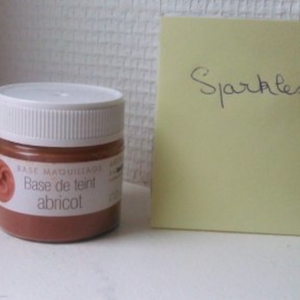 BASE MAQUILLAGE
Base de teint
abricot
Sparkles